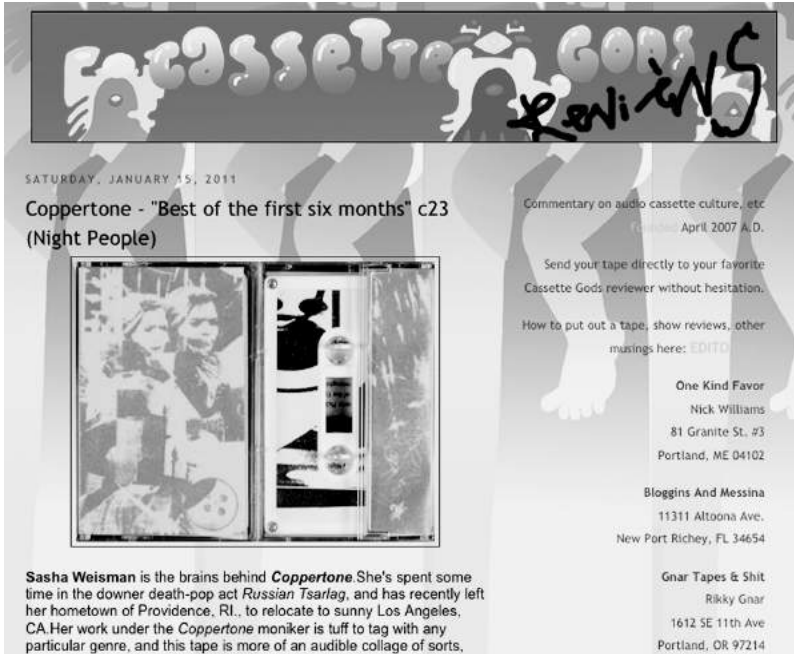 cassette GODS
Reviews
SATURDAY, JANUARY 15, 2011
Coppertone - "Best of the first six months" c23
(Night People)
Sasha Weisman is the brains behind Coppertone.She's spent some
time in the downer death-pop act Russian Tsarlag, and has recently left
her hometown of Providence, RI., to relocate to sunny Los Angeles,
CA.Her work under the Coppertone moniker is tuff to tag with any
particular genre, and this tape is more of an audible collage of sorts,
Commentary on audio cassette culture, etc
founded April 2007 A.D.
Send your tape directly to your favorite
Cassette Gods reviewer without hesitation.
How to put out a tape, show reviews, other
musings here: EDITO
One Kind Favor
Nick Williams
81 Granite St. #3
Portland, ME 04102
Bloggins And Messina
11311 Altoona Ave.
New Port Richey, FL 34654
Gnar Tapes & Shit
Rikky Gnar
1612 SE 11th Ave
Portland, OR 97214